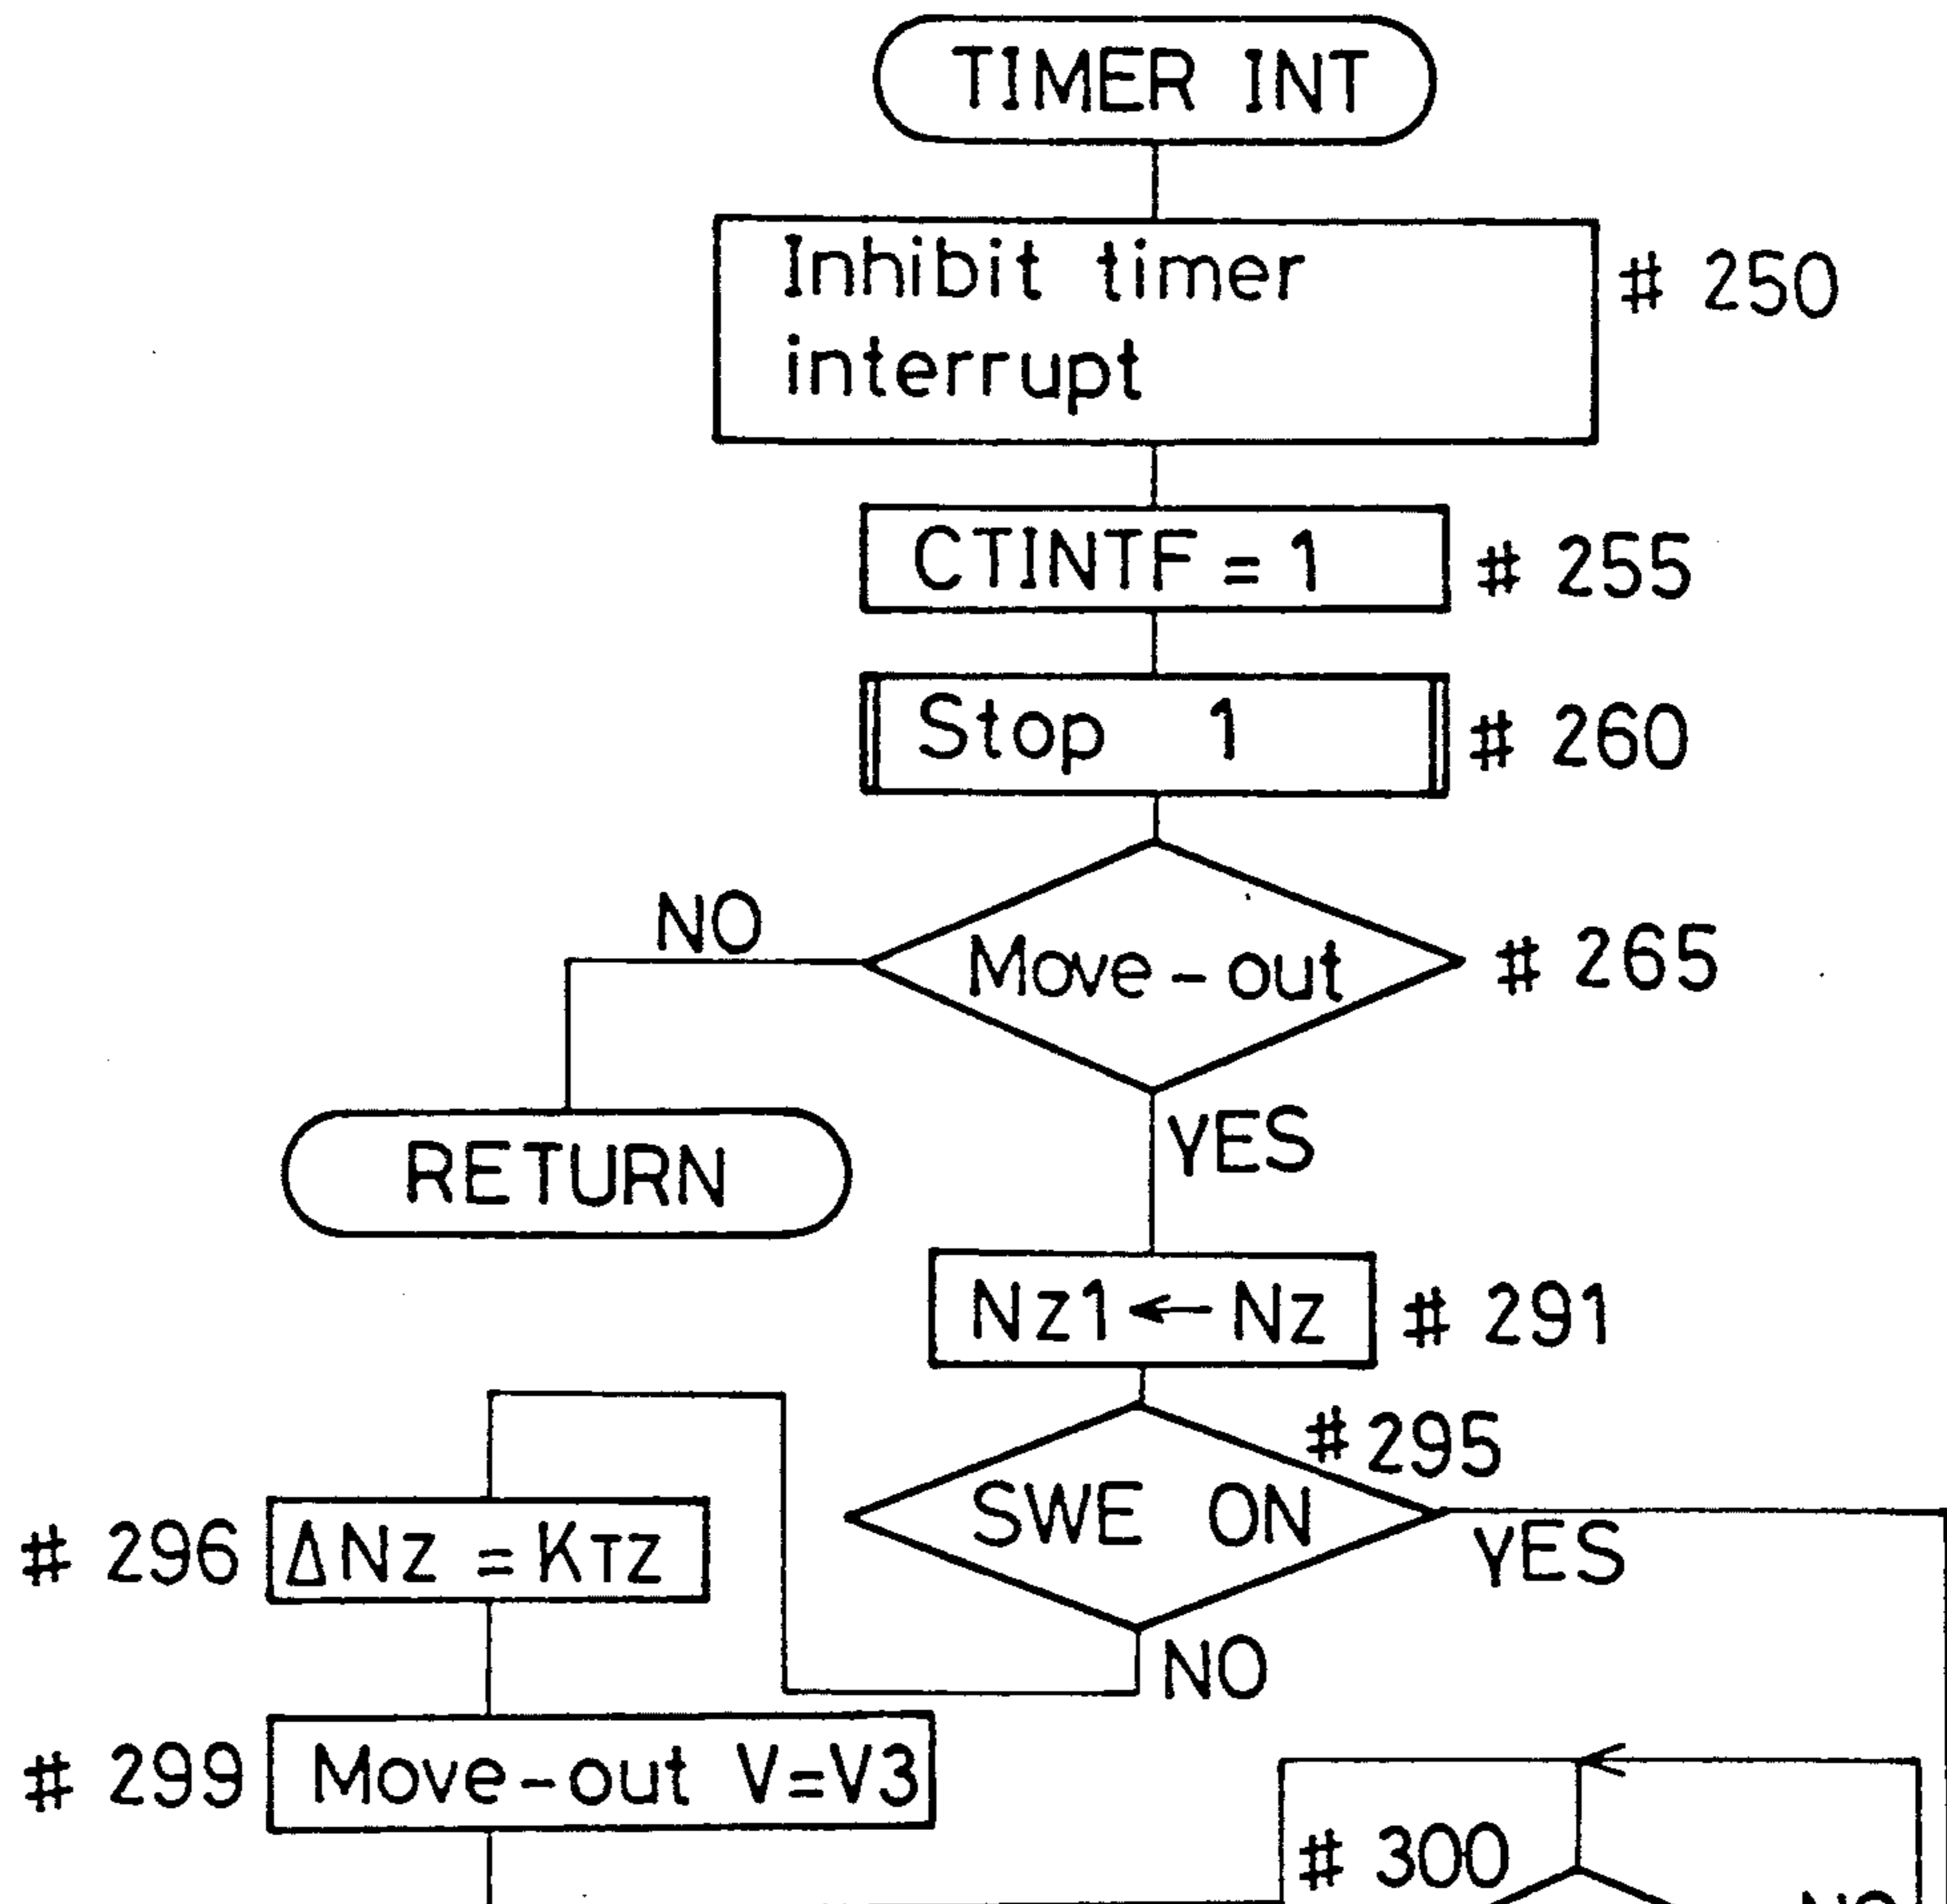 TIMER INT
Inhibit timer
interrupt
# 250
CTINTF = 1
# 255
Stop 1
# 260
NO
Move-out
# 265
YES
RETURN
Nz1 ← Nz
# 291
#295
SWE ON
YES
NO
# 296
ΔNz = KTZ
# 299
Move-out V=V3
# 300
NO